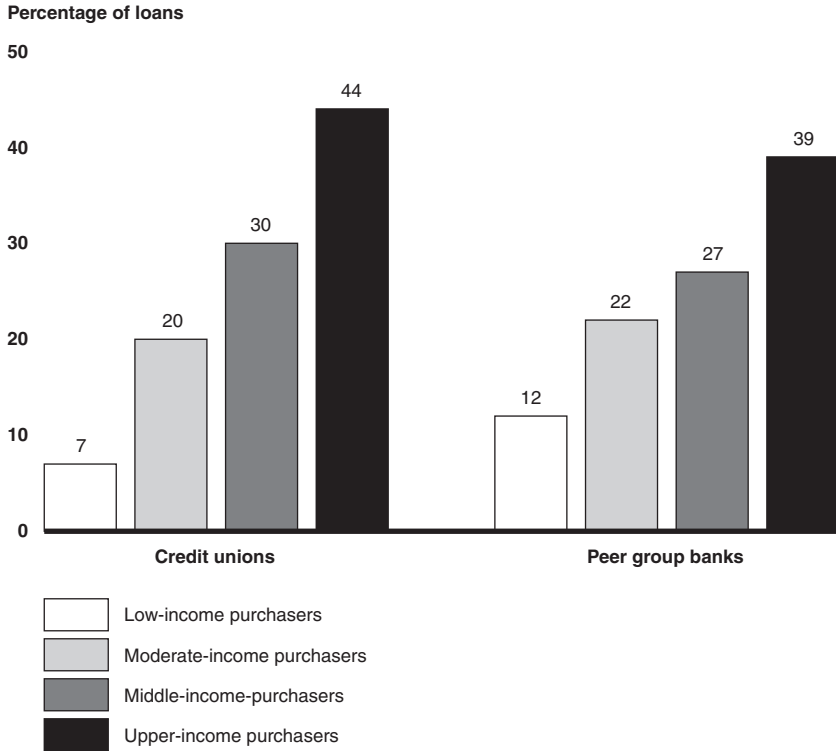 Percentage of loans
50
44
40
39
30
30
27
22
20
20
12
10
7
0
Credit unions
Peer group banks
Low-income purchasers
Moderate-income purchasers
Middle-income-purchasers
Upper-income purchasers